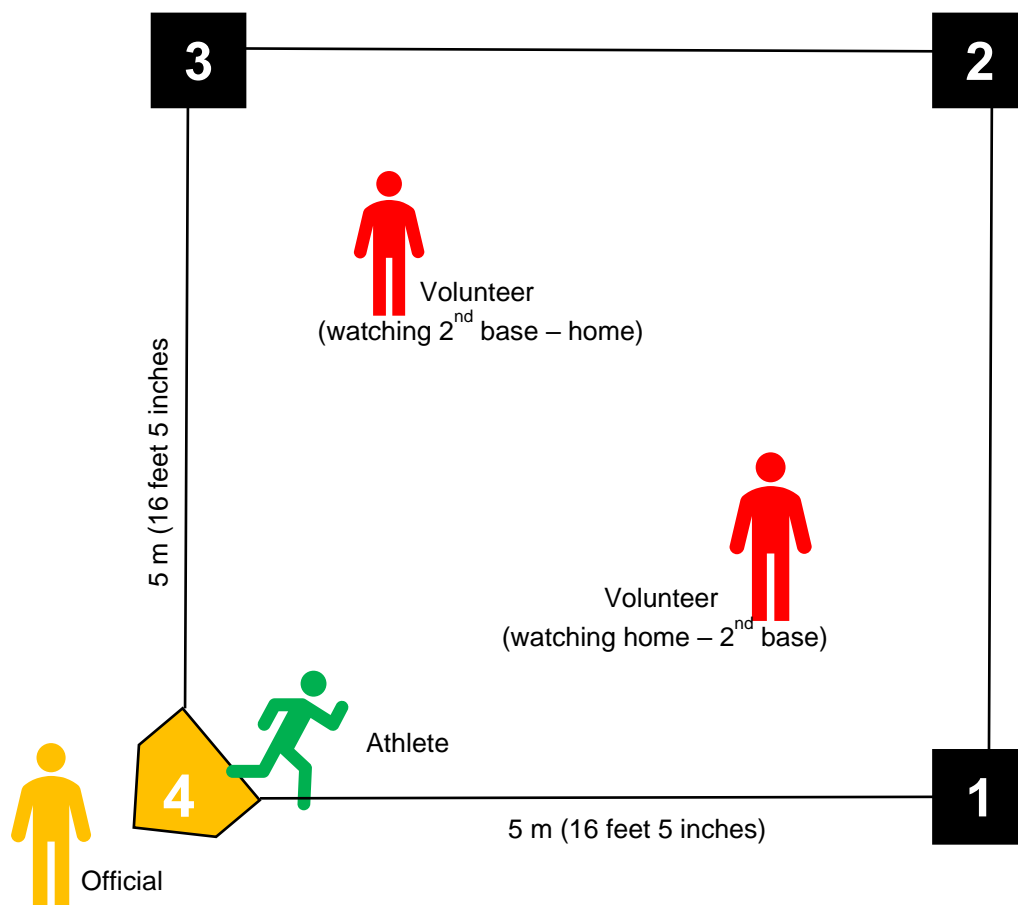 3
2
Volunteer
(watching 2nd base – home)
5 m (16 feet 5 inches
Volunteer
(watching home – 2nd base)
Athlete
4
1
5 m (16 feet 5 inches)
Official